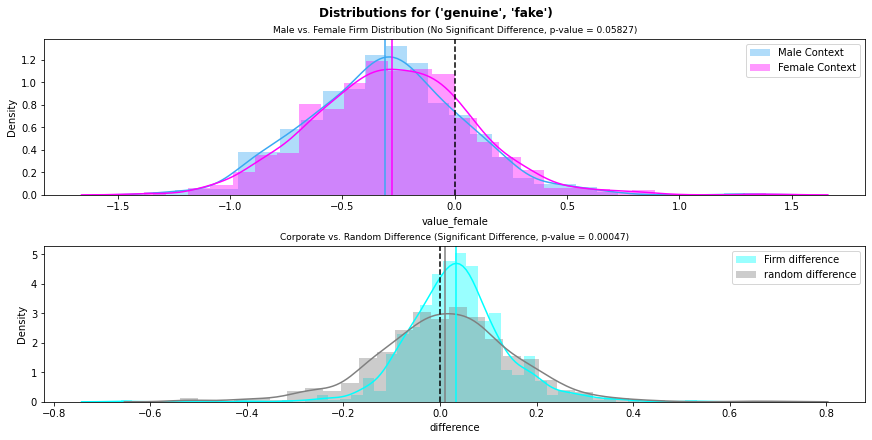 Distributions for ('genuine', 'fake')
Male vs. Female Firm Distribution (No Significant Difference, p-value = 0.05827)
Density
1.2
1.0
0.8
0.6
0.4
0.2
0.0
Male Context
Female Context
−1.5 −1.0 −0.5 0.0 0.5 1.0 1.5
value_female
Corporate vs. Random Difference (Significant Difference, p-value = 0.00047)
Density
5
4
3
2
1
0
Firm difference
random difference
−0.8 −0.6 −0.4 −0.2 0.0 0.2 0.4 0.6 0.8
difference